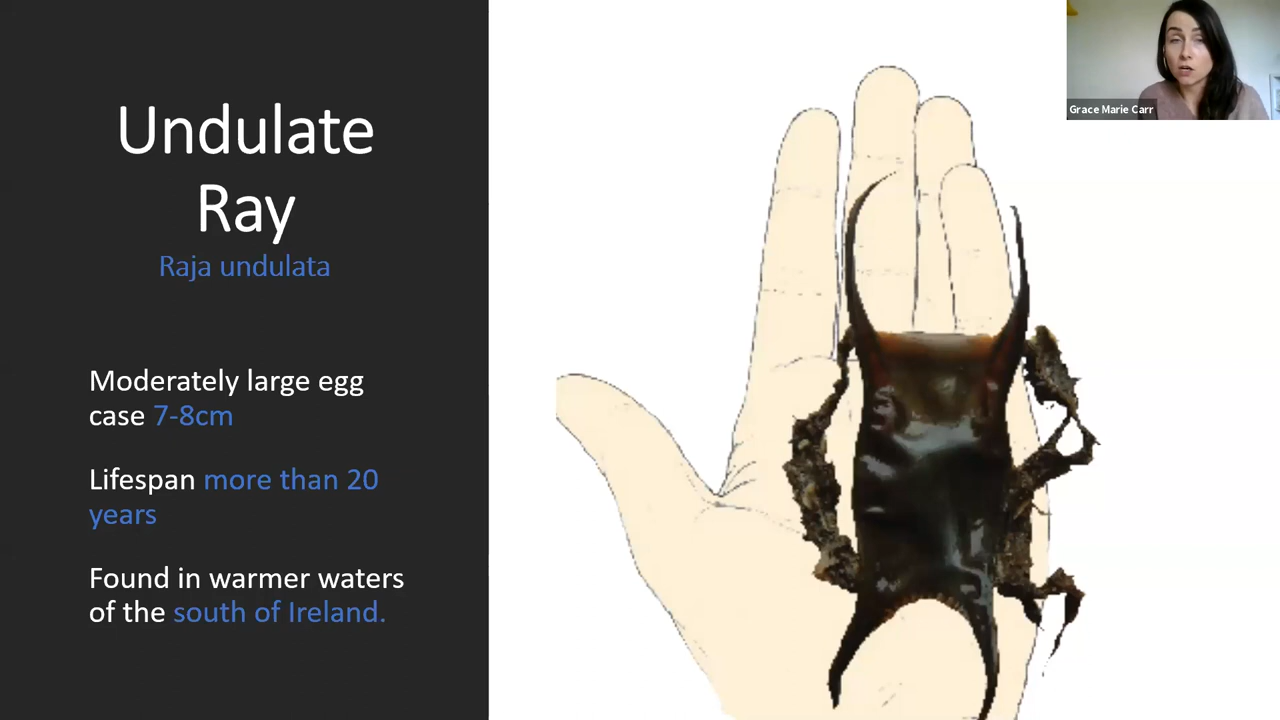 Undulate
Ray
Raja undulata
Moderately large egg
case 7-8cm
Lifespan more than 20
years
Found in warmer waters
of the south of Ireland.
Grace Marie Carr